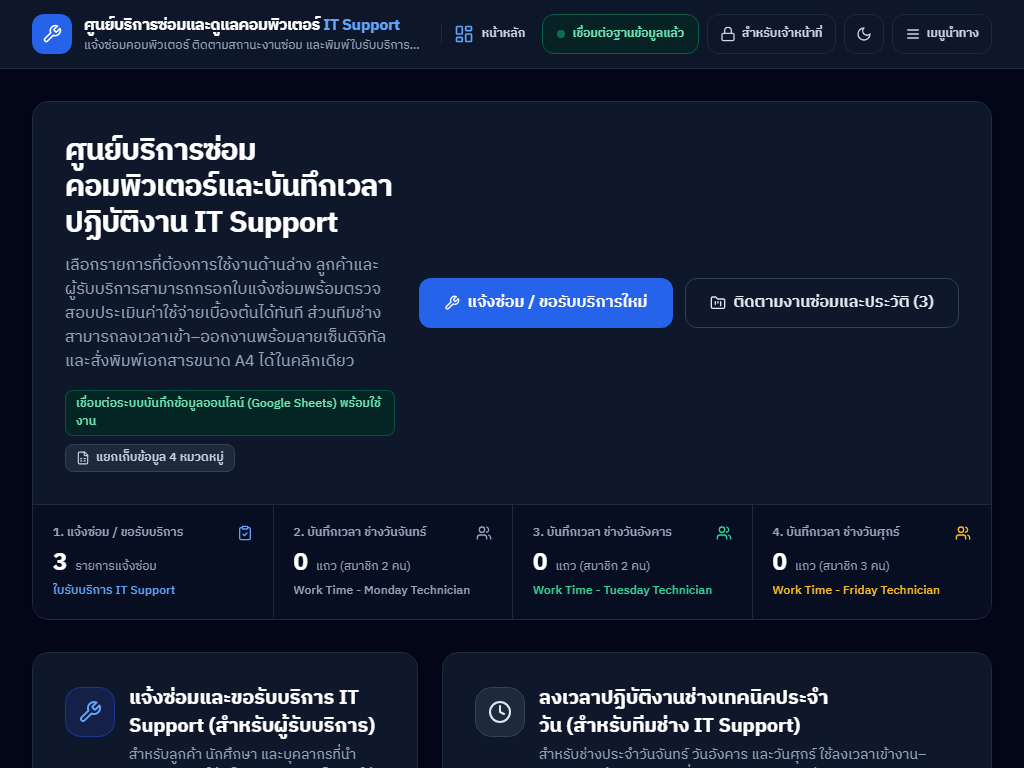 ศูนย์บริการซ่อมและดูแลคอมพิวเตอร์ IT Support
แจ้งซ่อมคอมพิวเตอร์ ติดตามสถานะงานซ่อม และพิมพ์ใบรับบริการ...
หน้าหลัก
เชื่อมต่อฐานข้อมูลแล้ว
สำหรับเจ้าหน้าที่
เมนูนำทาง
ศูนย์บริการซ่อม
คอมพิวเตอร์และบันทึกเวลา
ปฏิบัติงาน IT Support
เลือกรายการที่ต้องการใช้งานด้านล่าง ลูกค้าและ
ผู้รับบริการสามารถกรอกใบแจ้งซ่อมพร้อมตรวจ
สอบประเมินค่าใช้จ่ายเบื้องต้นได้ทันที ส่วนทีมช่าง
สามารถลงเวลาเข้า–ออกงานพร้อมลายเซ็นดิจิทัล
และสั่งพิมพ์เอกสารขนาด A4 ได้ในคลิกเดียว
แจ้งซ่อม / ขอรับบริการใหม่
ติดตามงานซ่อมและประวัติ (3)
เชื่อมต่อระบบบันทึกข้อมูลออนไลน์ (Google Sheets) พร้อมใช้
งาน
แยกเก็บข้อมูล 4 หมวดหมู่
1. แจ้งซ่อม / ขอรับบริการ
3 รายการแจ้งซ่อม
ใบรับบริการ IT Support
2. บันทึกเวลา ช่างวันจันทร์
0 แถว (สมาชิก 2 คน)
Work Time - Monday Technician
3. บันทึกเวลา ช่างวันอังคาร
0 แถว (สมาชิก 2 คน)
Work Time - Tuesday Technician
4. บันทึกเวลา ช่างวันศุกร์
0 แถว (สมาชิก 3 คน)
Work Time - Friday Technician
แจ้งซ่อมและขอรับบริการ IT
Support (สำหรับผู้รับบริการ)
สำหรับลูกค้า นักศึกษา และบุคลากรที่นำ
ลงเวลาปฏิบัติงานช่างเทคนิคประจำ
วัน (สำหรับทีมช่าง IT Support)
สำหรับช่างประจำวันจันทร์ วันอังคาร และวันศุกร์ ใช้ลงเวลาเข้างาน–